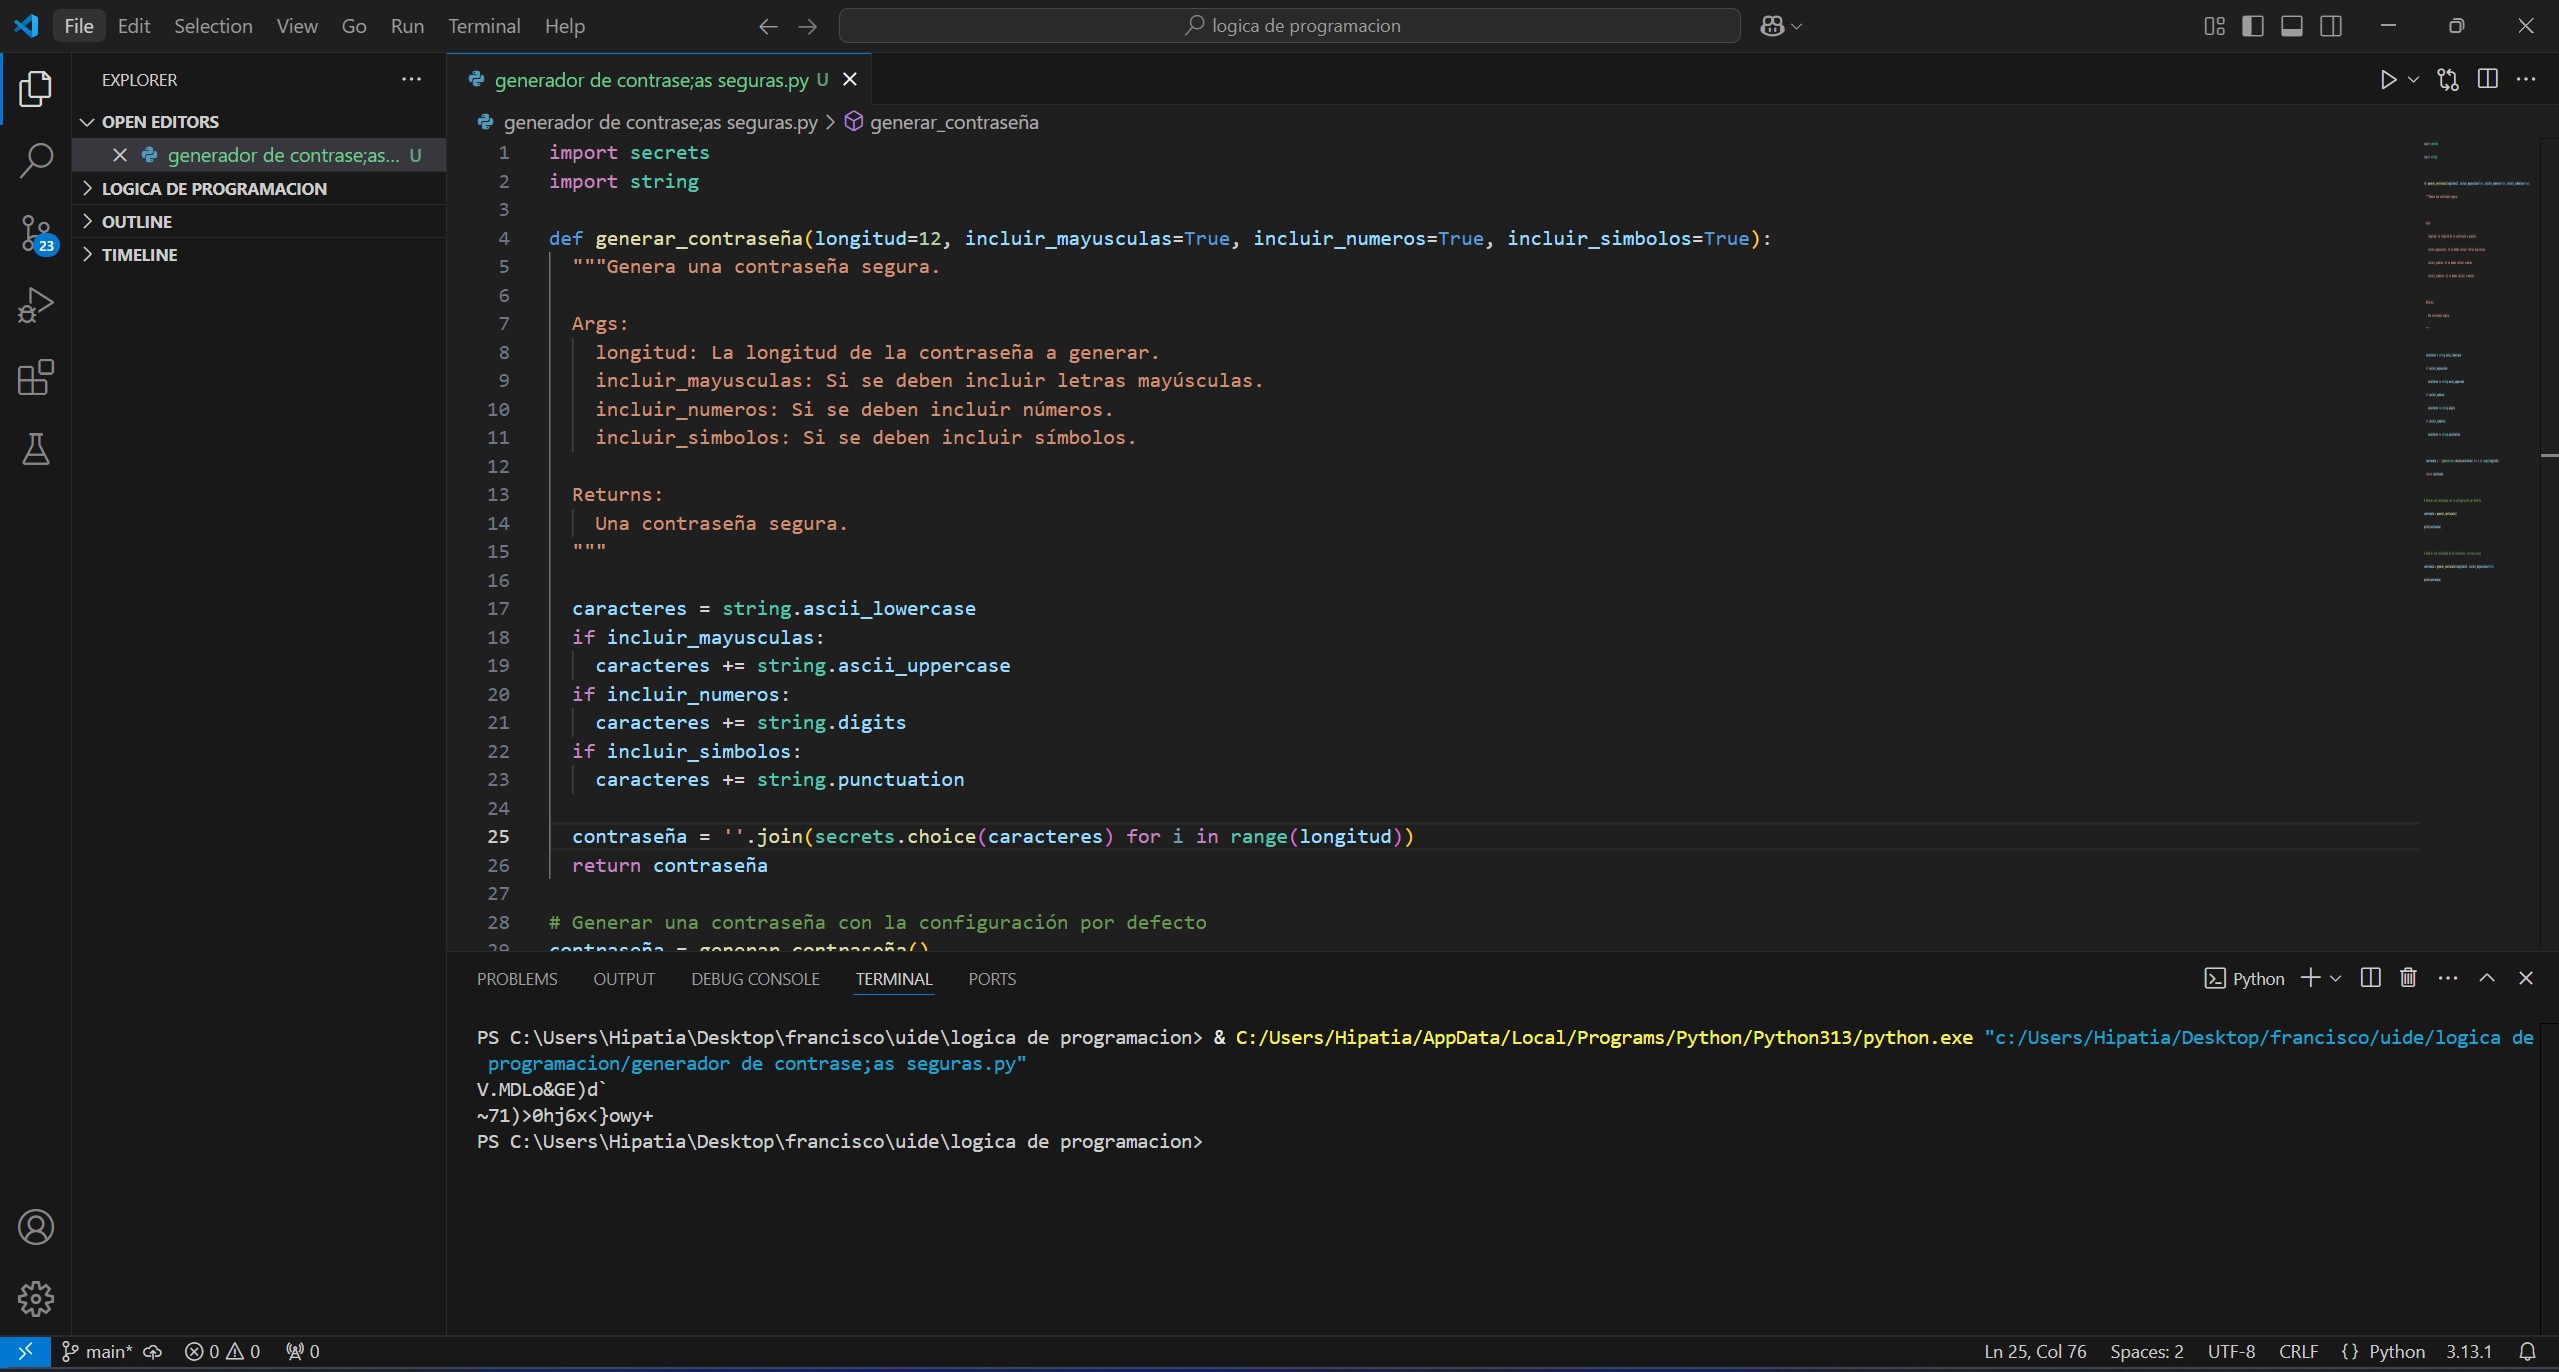 File Edit Selection View Go Run Terminal Help
logica de programacion
EXPLORER
OPEN EDITORS
generador de contrase;as... U
LOGICA DE PROGRAMACION
OUTLINE
TIMELINE
23
generador de contrase;as seguras.py U
generador de contrase;as seguras.py > generar_contraseña
1 import secrets
2 import string
3
4 def generar_contraseña(longitud=12, incluir_mayusculas=True, incluir_numeros=True, incluir_simbolos=True):
5 """Genera una contraseña segura.
6
7 Args:
8 longitud: La longitud de la contraseña a generar.
9 incluir_mayusculas: Si se deben incluir letras mayúsculas.
10 incluir_numeros: Si se deben incluir números.
11 incluir_simbolos: Si se deben incluir símbolos.
12
13 Returns:
14 Una contraseña segura.
15 """
16
17 caracteres = string.ascii_lowercase
18 if incluir_mayusculas:
19 caracteres += string.ascii_uppercase
20 if incluir_numeros:
21 caracteres += string.digits
22 if incluir_simbolos:
23 caracteres += string.punctuation
24
25 contraseña = ''.join(secrets.choice(caracteres) for i in range(longitud))
26 return contraseña
27
28 # Generar una contraseña con la configuración por defecto
29 contraseña = generar_contraseña()
PROBLEMS OUTPUT DEBUG CONSOLE TERMINAL PORTS
Python
PS C:\Users\Hipatia\Desktop\francisco\uide\logica de programacion> & C:/Users/Hipatia/AppData/Local/Programs/Python/Python313/python.exe "c:/Users/Hipatia/Desktop/francisco/uide/logica de
programacion/generador de contrase;as seguras.py"
V.MDLo&GE)d`
~71)>0hj6x<}owy+
PS C:\Users\Hipatia\Desktop\francisco\uide\logica de programacion>
main* 0 0 0
Ln 25, Col 76 Spaces: 2 UTF-8 CRLF {} Python 3.13.1